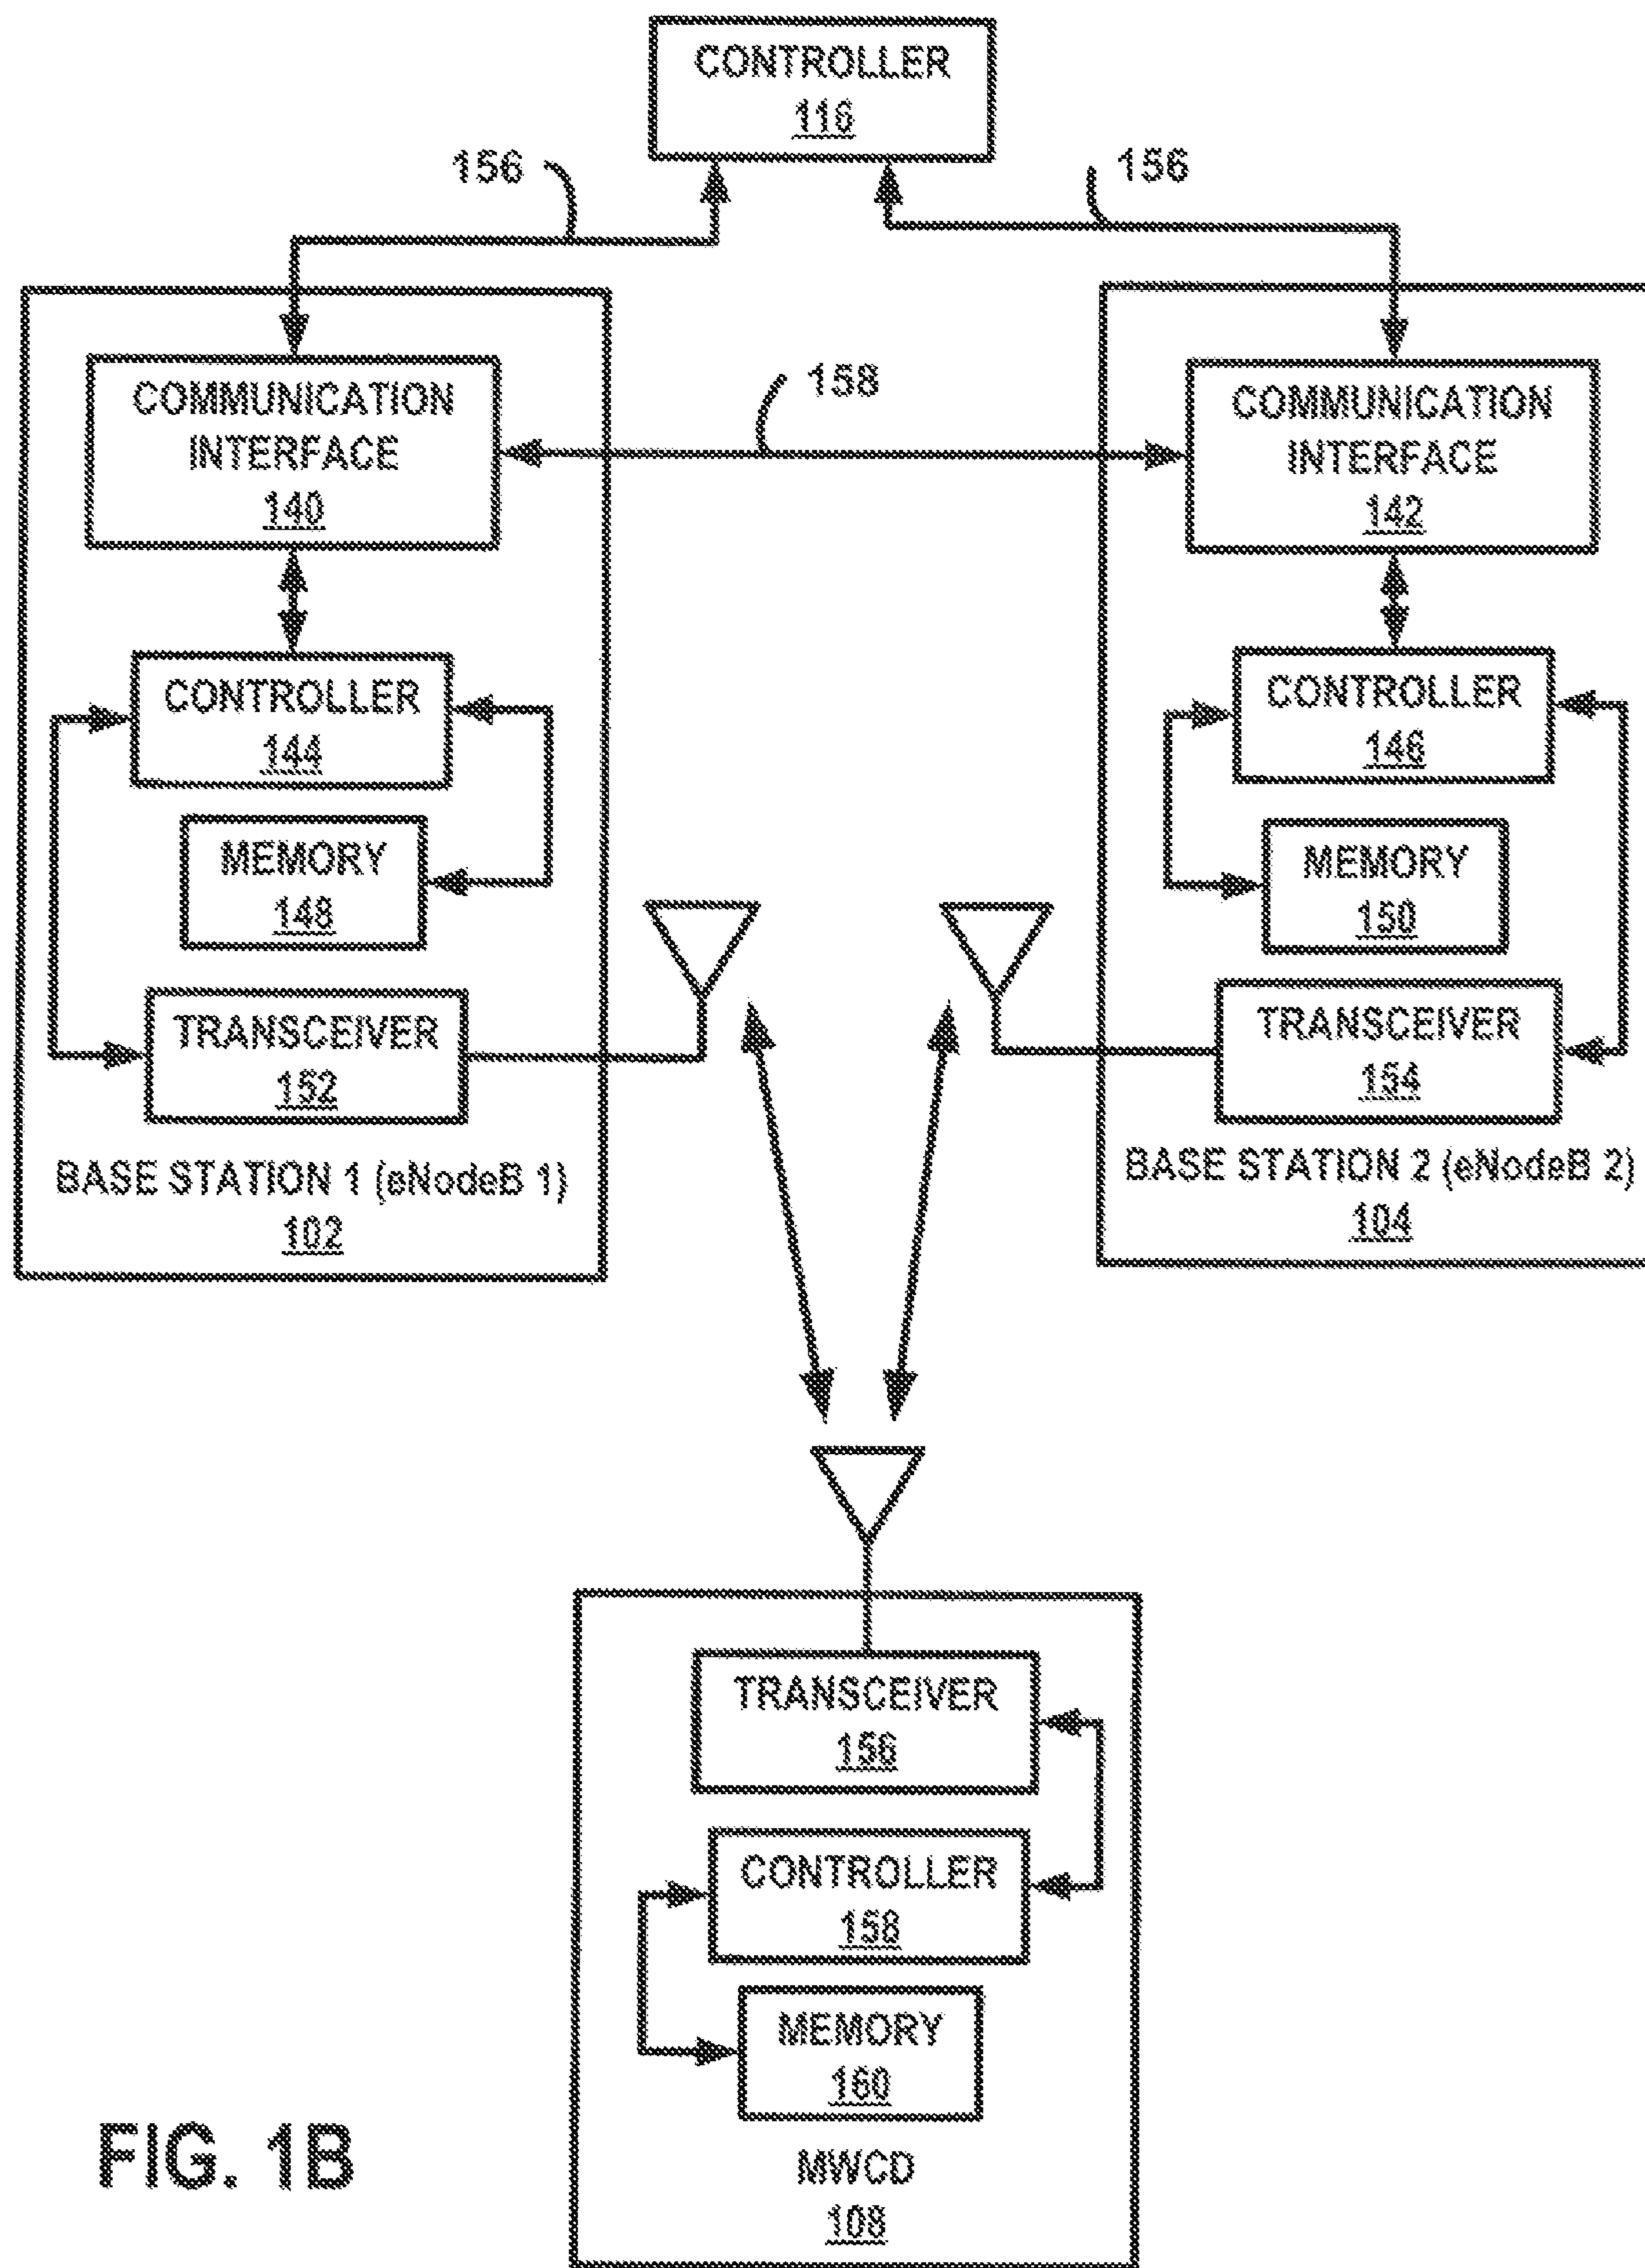 CONTROLLER
116
156
156
COMMUNICATION
INTERFACE
140
158
COMMUNICATION
INTERFACE
142
CONTROLLER
144
CONTROLLER
146
MEMORY
148
MEMORY
150
TRANSCEIVER
152
TRANSCEIVER
154
BASE STATION 1 (eNodeB 1)
102
BASE STATION 2 (eNodeB 2)
104
TRANSCEIVER
156
CONTROLLER
158
MEMORY
160
MWCD
108
FIG. 1B